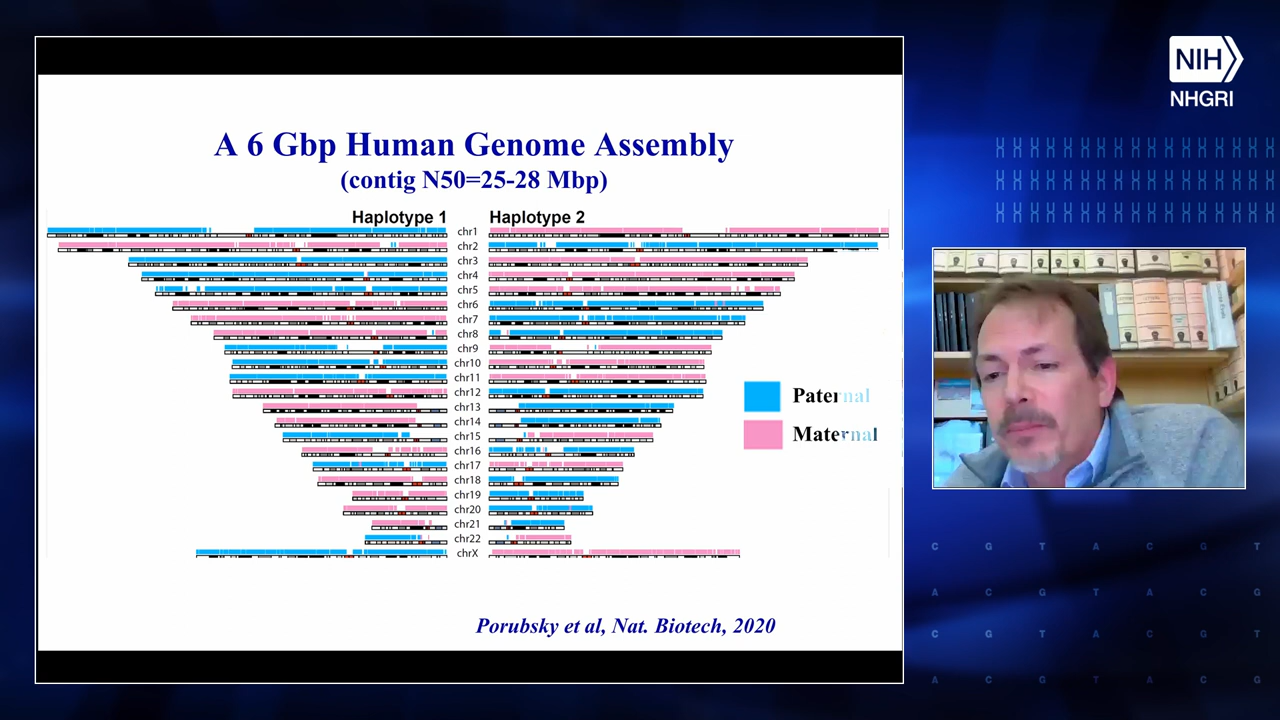 NIH
NHGRI
A 6 Gbp Human Genome Assembly
(contig N50=25-28 Mbp)
Haplotype 1
Haplotype 2
chr1
chr2
chr3
chr4
chr5
chr6
chr7
chr8
chr9
chr10
chr11
chr12
chr13
chr14
chr15
chr16
chr17
chr18
chr19
chr20
chr21
chr22
chrX
Paternal
Maternal
Porubsky et al, Nat. Biotech, 2020
C G T A C G T
A C G T A C G
C G T A C G T
A C G T A C G